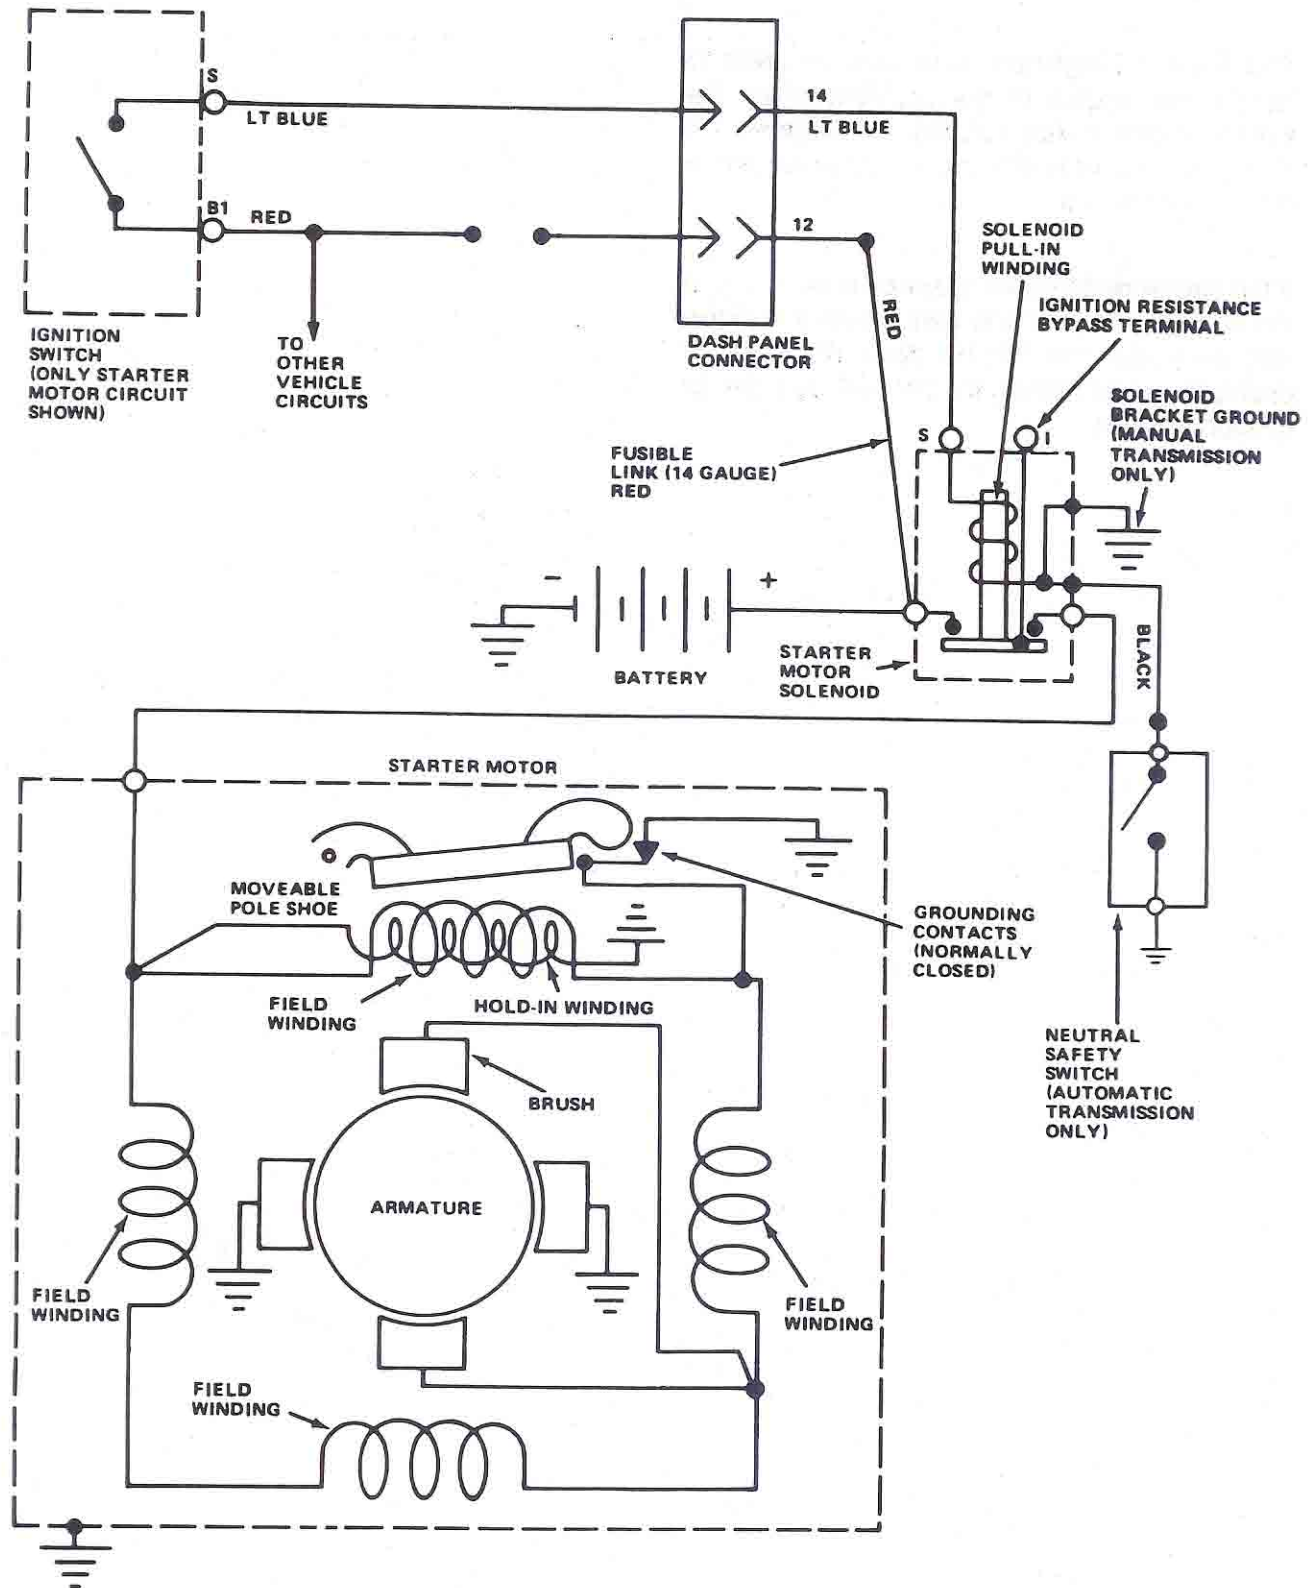 S
LT BLUE
14
LT BLUE
B1
RED
12
IGNITION
SWITCH
(ONLY STARTER
MOTOR CIRCUIT
SHOWN)
TO
OTHER
VEHICLE
CIRCUITS
DASH PANEL
CONNECTOR
RED
SOLENOID
PULL-IN
WINDING
IGNITION RESISTANCE
BYPASS TERMINAL
SOLENOID
BRACKET GROUND
(MANUAL
TRANSMISSION
ONLY)
S
I
FUSIBLE
LINK (14 GAUGE)
RED
-
+
BATTERY
STARTER
MOTOR
SOLENOID
BLACK
STARTER MOTOR
MOVEABLE
POLE SHOE
GROUNDING
CONTACTS
(NORMALLY
CLOSED)
FIELD
WINDING
HOLD-IN WINDING
NEUTRAL
SAFETY
SWITCH
(AUTOMATIC
TRANSMISSION
ONLY)
BRUSH
ARMATURE
FIELD
WINDING
FIELD
WINDING
FIELD
WINDING